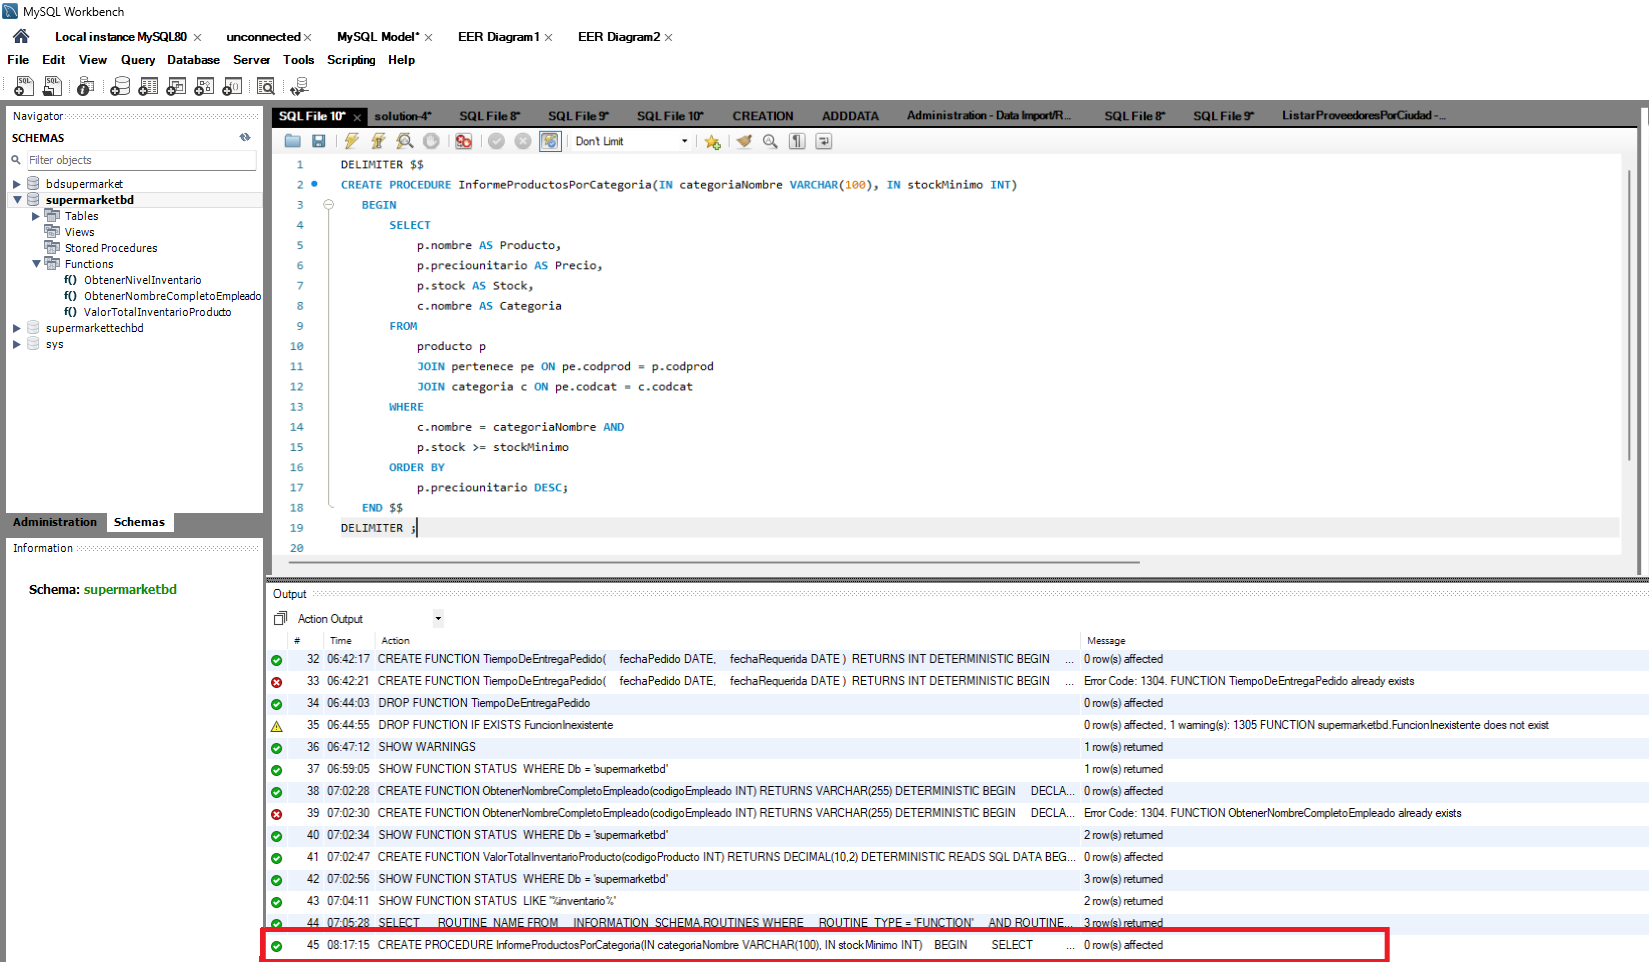 MySQL Workbench
Local instance MySQL80 × unconnected × MySQL Model* × EER Diagram1 × EER Diagram2 ×
File Edit View Query Database Server Tools Scripting Help
Navigator
SCHEMAS
Filter objects
bdsupermarket
supermarketbd
Tables
Views
Stored Procedures
Functions
f() ObtenerNivelInventario
f() ObtenerNombreCompletoEmpleado
f() ValorTotalInventarioProducto
supermarkettechbd
sys
Administration Schemas
Information
Schema: supermarketbd
SQL File 10* × solution-4* SQL File 8* SQL File 9* SQL File 10* CREATION ADDDATA Administration - Data Import/R... SQL File 8* SQL File 9* ListarProveedoresPorCiudad -...
Don't Limit
1 DELIMITER $$
2 CREATE PROCEDURE InformeProductosPorCategoria(IN categoriaNombre VARCHAR(100), IN stockMinimo INT)
3 BEGIN
4 SELECT
5 p.nombre AS Producto,
6 p.preciounitario AS Precio,
7 p.stock AS Stock,
8 c.nombre AS Categoria
9 FROM
10 producto p
11 JOIN pertenece pe ON pe.codprod = p.codprod
12 JOIN categoria c ON pe.codcat = c.codcat
13 WHERE
14 c.nombre = categoriaNombre AND
15 p.stock >= stockMinimo
16 ORDER BY
17 p.preciounitario DESC;
18 END $$
19 DELIMITER ;
20
Output
Action Output
# Time Action Message
32 06:42:17 CREATE FUNCTION TiempoDeEntregaPedido( fechaPedido DATE, fechaRequerida DATE ) RETURNS INT DETERMINISTIC BEGIN ... 0 row(s) affected
33 06:42:21 CREATE FUNCTION TiempoDeEntregaPedido( fechaPedido DATE, fechaRequerida DATE ) RETURNS INT DETERMINISTIC BEGIN ... Error Code: 1304. FUNCTION TiempoDeEntregaPedido already exists
34 06:44:03 DROP FUNCTION TiempoDeEntregaPedido 0 row(s) affected
35 06:44:55 DROP FUNCTION IF EXISTS FuncionInexistente 0 row(s) affected, 1 warning(s): 1305 FUNCTION supermarketbd.FuncionInexistente does not exist
36 06:47:12 SHOW WARNINGS 1 row(s) returned
37 06:59:05 SHOW FUNCTION STATUS WHERE Db = 'supermarketbd' 1 row(s) returned
38 07:02:28 CREATE FUNCTION ObtenerNombreCompletoEmpleado(codigoEmpleado INT) RETURNS VARCHAR(255) DETERMINISTIC BEGIN DECLA... 0 row(s) affected
39 07:02:30 CREATE FUNCTION ObtenerNombreCompletoEmpleado(codigoEmpleado INT) RETURNS VARCHAR(255) DETERMINISTIC BEGIN DECLA... Error Code: 1304. FUNCTION ObtenerNombreCompletoEmpleado already exists
40 07:02:34 SHOW FUNCTION STATUS WHERE Db = 'supermarketbd' 2 row(s) returned
41 07:02:47 CREATE FUNCTION ValorTotalInventarioProducto(codigoProducto INT) RETURNS DECIMAL(10,2) DETERMINISTIC READS SQL DATA BEG... 0 row(s) affected
42 07:02:56 SHOW FUNCTION STATUS WHERE Db = 'supermarketbd' 3 row(s) returned
43 07:04:11 SHOW FUNCTION STATUS LIKE '%inventario%' 2 row(s) returned
44 07:05:28 SELECT ROUTINE_NAME FROM INFORMATION_SCHEMA.ROUTINES WHERE ROUTINE_TYPE = 'FUNCTION' AND ROUTINE... 3 row(s) returned
45 08:17:15 CREATE PROCEDURE InformeProductosPorCategoria(IN categoriaNombre VARCHAR(100), IN stockMinimo INT) BEGIN SELECT ... 0 row(s) affected